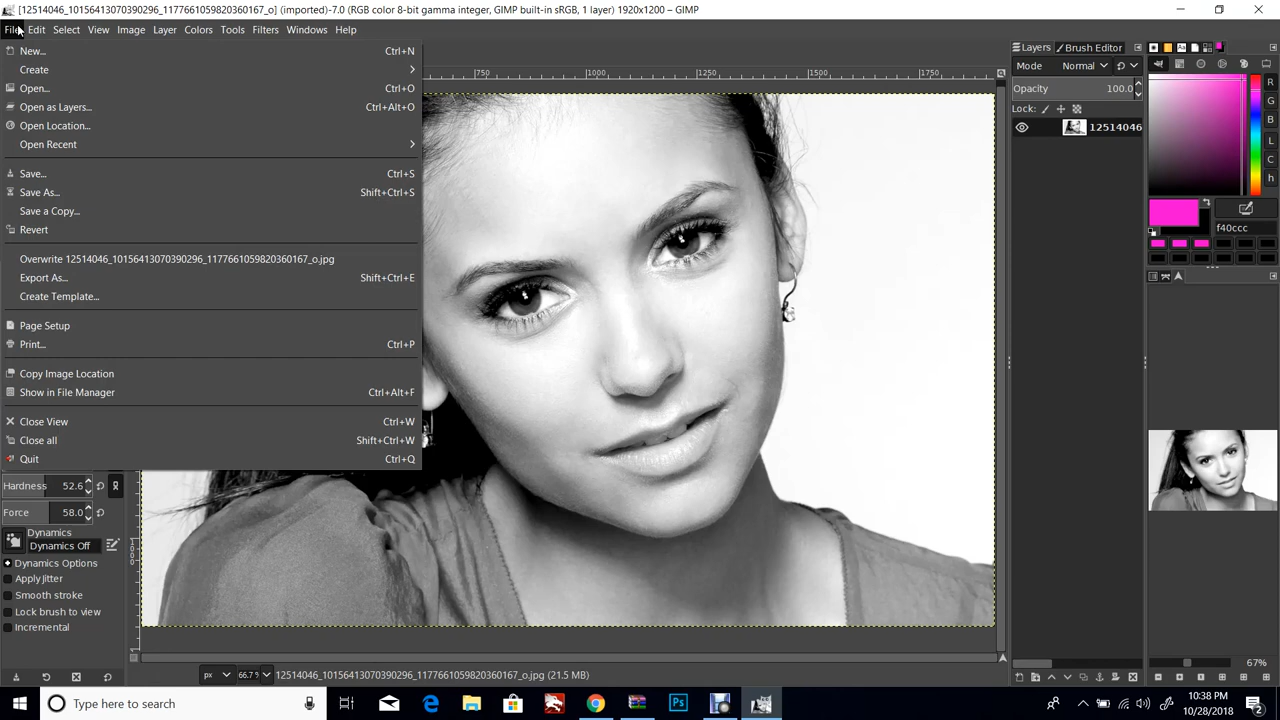 [12514046_10156413070390296_1177661059820360167_o] (imported)-7.0 (RGB color 8-bit gamma integer, GIMP built-in sRGB, 1 layer) 1920x1200 – GIMP
File Edit Select View Image Layer Colors Tools Filters Windows Help
New... Ctrl+N
Create
Open... Ctrl+O
Open as Layers... Ctrl+Alt+O
Open Location...
Open Recent
Save... Ctrl+S
Save As... Shift+Ctrl+S
Save a Copy...
Revert
Overwrite 12514046_10156413070390296_1177661059820360167_o.jpg
Export As... Shift+Ctrl+E
Create Template...
Page Setup
Print... Ctrl+P
Copy Image Location
Show in File Manager Ctrl+Alt+F
Close View Ctrl+W
Close all Shift+Ctrl+W
Quit Ctrl+Q
Hardness 52.6
Force 58.0
Dynamics
Dynamics Off
Dynamics Options
Apply Jitter
Smooth stroke
Lock brush to view
Incremental
750 1000 1250 1500 1750
1000
px 66.7 % 12514046_10156413070390296_1177661059820360167_o.jpg (21.5 MB)
Layers Brush Editor
Mode Normal
Opacity 100.0
Lock:
12514046
Aa
R
G
B
L
C
h
f40ccc
67%
Type here to search
Ps
10:38 PM
10/28/2018
2